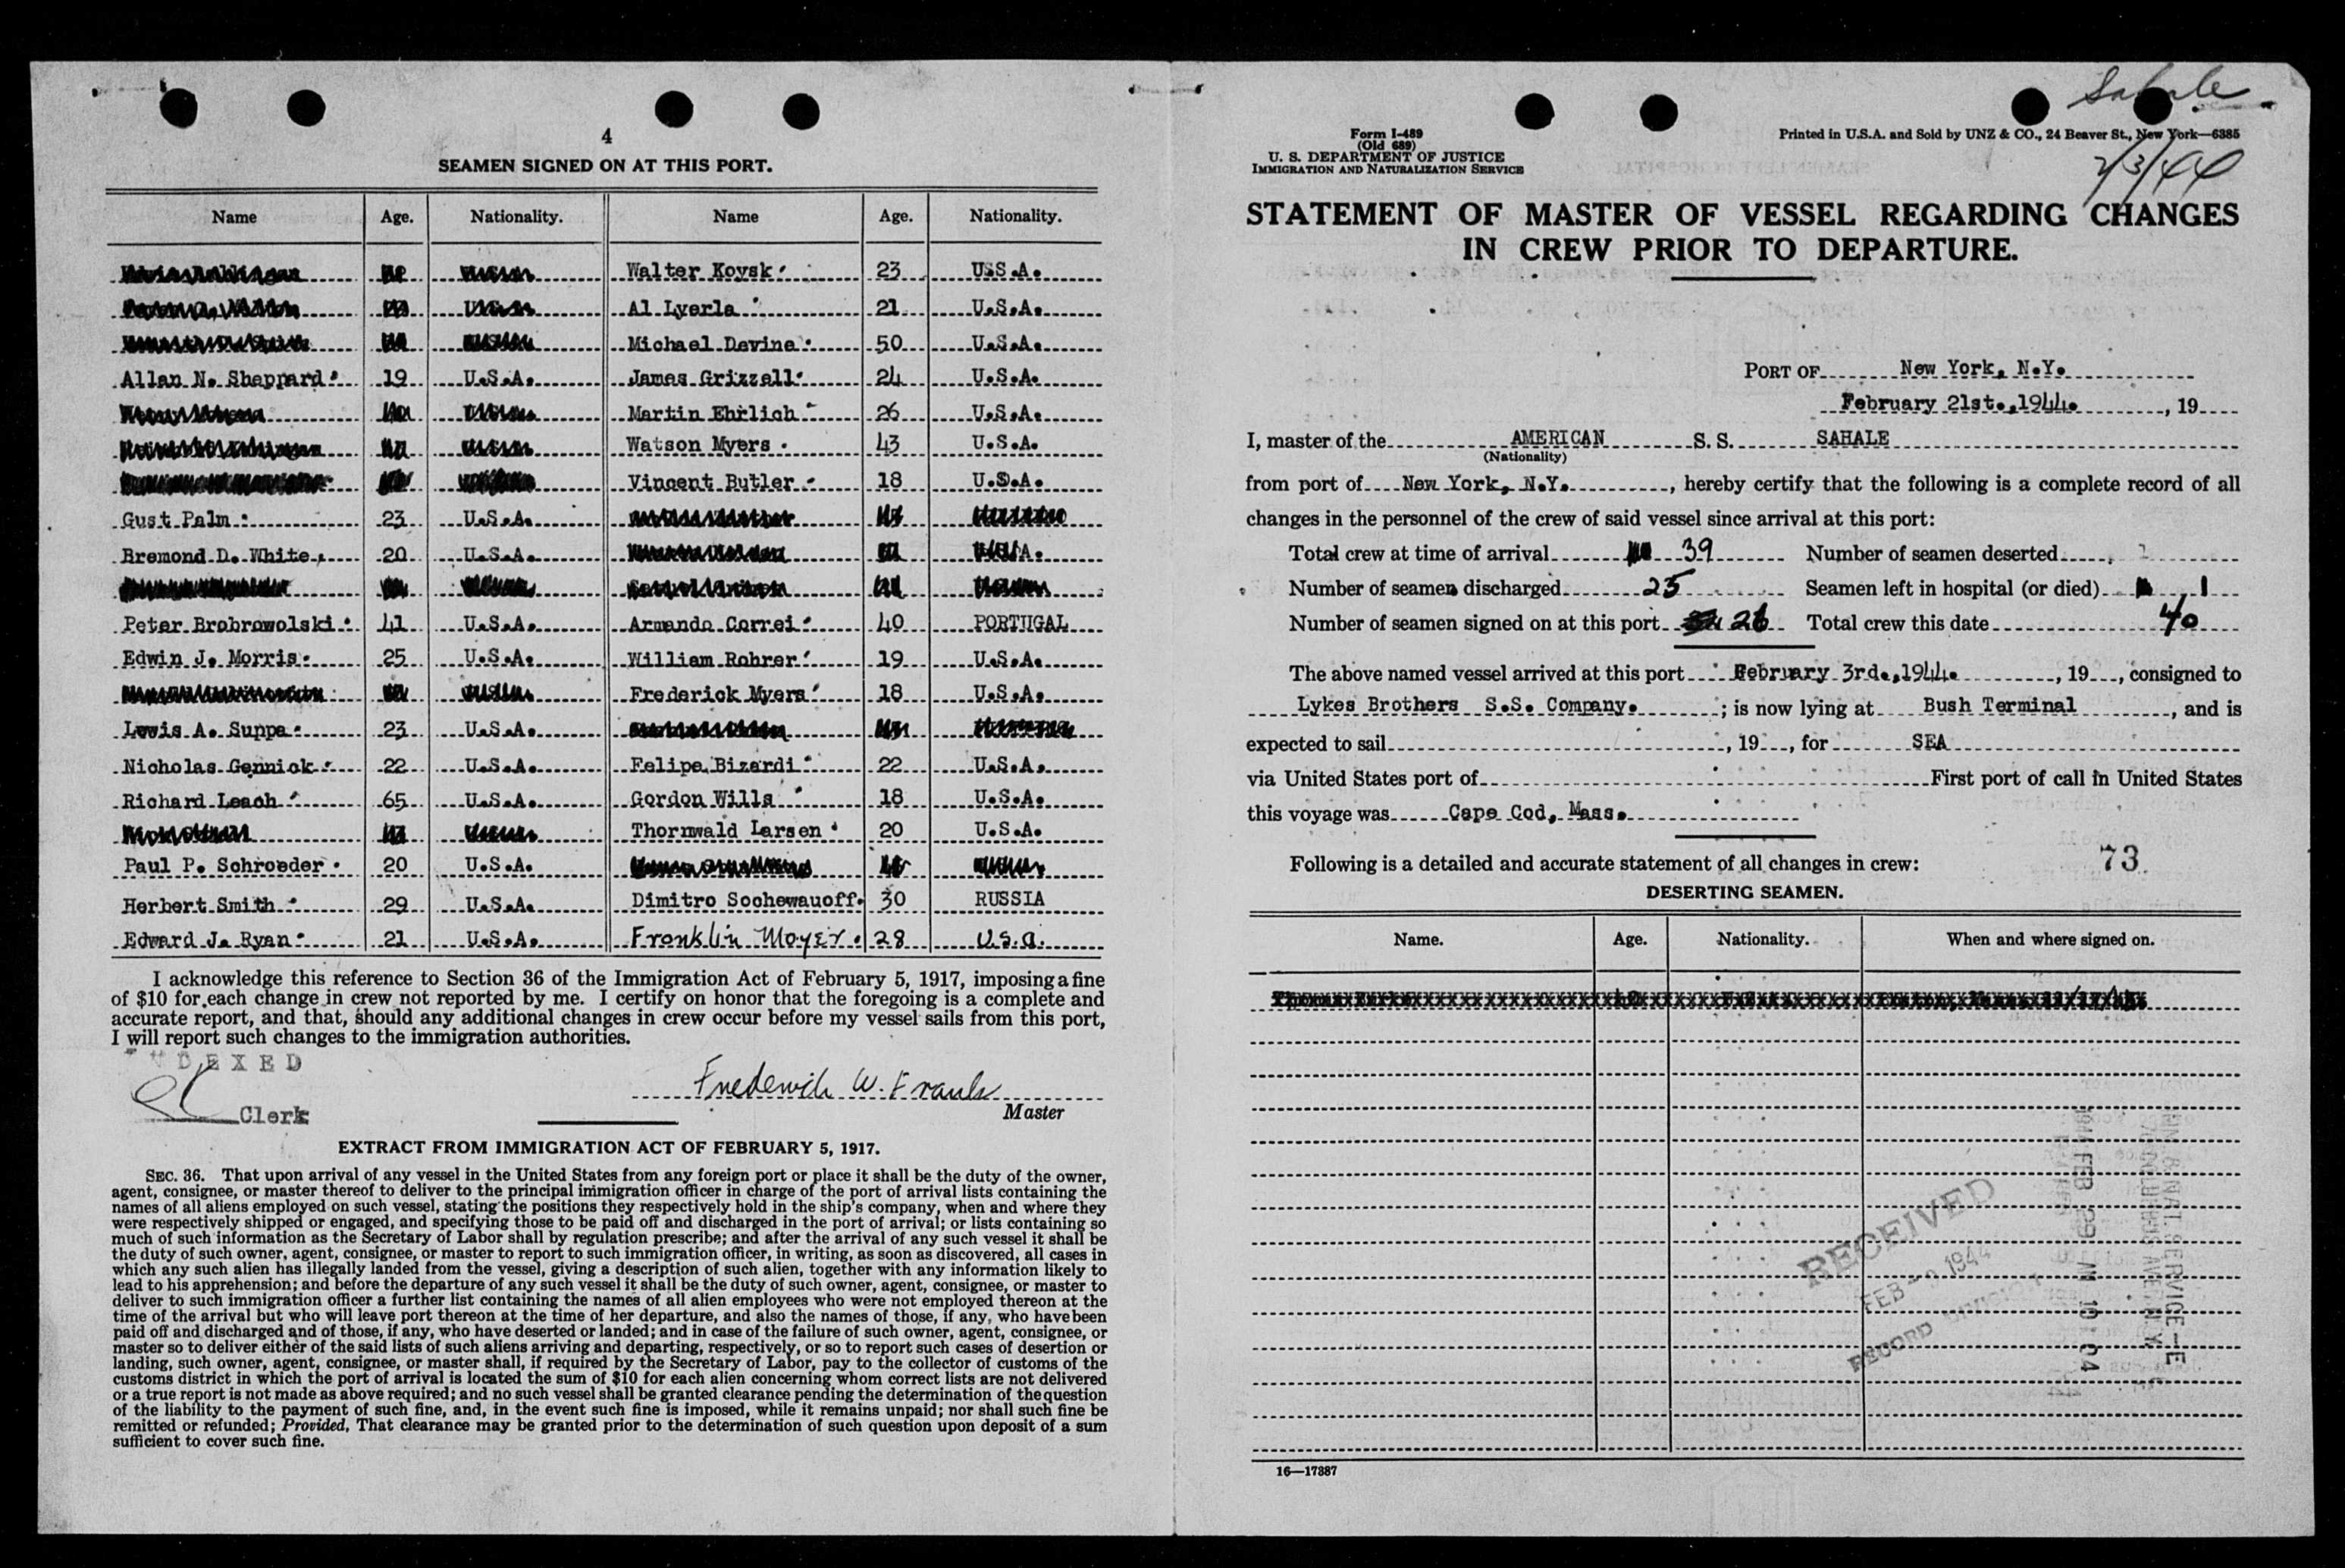 4
SEAMEN SIGNED ON AT THIS PORT.
Name Age. Nationality. Name Age. Nationality.
Walter Kovsk 23 U.S.A.
Al Lyerla 21 U.S.A.
Michael Devine 50 U.S.A.
Allan N. Sheppard 19 U.S.A. James Grizzell 24 U.S.A.
Martin Ehrlich 26 U.S.A.
Watson Myers 43 U.S.A.
Vincent Butler 18 U.S.A.
Gust Palm 23 U.S.A.
Bremond D. White 20 U.S.A.
Peter Brobrowolski 41 U.S.A. Armando Correi 40 PORTUGAL
Edwin J. Morris 25 U.S.A. William Rohrer 19 U.S.A.
Frederick Myers 18 U.S.A.
Lewis A. Suppa 23 U.S.A.
Nicholas Gennick 22 U.S.A. Felipe Bizardi 22 U.S.A.
Richard Leach 65 U.S.A. Gordon Wills 18 U.S.A.
Thornwald Larsen 20 U.S.A.
Paul P. Schroeder 20 U.S.A.
Herbert Smith 29 U.S.A. Dimitro Sochewauoff 30 RUSSIA
Edward J. Ryan 21 U.S.A. Franklin Moyer 28 U.S.A.
I acknowledge this reference to Section 36 of the Immigration Act of February 5, 1917, imposing a fine
of $10 for each change in crew not reported by me. I certify on honor that the foregoing is a complete and
accurate report, and that, should any additional changes in crew occur before my vessel sails from this port,
I will report such changes to the immigration authorities.
Clerk
Frederick W.
Master
EXTRACT FROM IMMIGRATION ACT OF FEBRUARY 5, 1917.
SEC. 36. That upon arrival of any vessel in the United States from any foreign port or place it shall be the duty of the owner,
agent, consignee, or master thereof to deliver to the principal immigration officer in charge of the port of arrival lists containing the
names of all aliens employed on such vessel, stating the positions they respectively hold in the ship's company, when and where they
were respectively shipped or engaged, and specifying those to be paid off and discharged in the port of arrival; or lists containing so
much of such information as the Secretary of Labor shall by regulation prescribe; and after the arrival of any such vessel it shall be
the duty of such owner, agent, consignee, or master to report to such immigration officer, in writing, as soon as discovered, all cases in
which any such alien has illegally landed from the vessel, giving a description of such alien, together with any information likely to
lead to his apprehension; and before the departure of any such vessel it shall be the duty of such owner, agent, consignee, or master to
deliver to such immigration officer a further list containing the names of all alien employees who were not employed thereon at the
time of the arrival but who will leave port thereon at the time of her departure, and also the names of those, if any, who have been
paid off and discharged and of those, if any, who have deserted or landed; and in case of the failure of such owner, agent, consignee, or
master so to deliver either of the said lists of such aliens arriving and departing, respectively, or so to report such cases of desertion or
landing, such owner, agent, consignee, or master shall, if required by the Secretary of Labor, pay to the collector of customs of the
customs district in which the port of arrival is located the sum of $10 for each alien concerning whom correct lists are not delivered
or a true report is not made as above required; and no such vessel shall be granted clearance pending the determination of the question
of the liability to the payment of such fine, and, in the event such fine is imposed, while it remains unpaid; nor shall such fine be
remitted or refunded; Provided, That clearance may be granted prior to the determination of such question upon deposit of a sum
sufficient to cover such fine.
Sahale
Form I-489
(Old 689)
U. S. DEPARTMENT OF JUSTICE
IMMIGRATION AND NATURALIZATION SERVICE
Printed in U.S.A. and Sold by UNZ & CO., 24 Beaver St., New York—6385
2/3/44
STATEMENT OF MASTER OF VESSEL REGARDING CHANGES
IN CREW PRIOR TO DEPARTURE.
PORT OF New York, N.Y.
February 21st.,1944. , 19
I, master of the AMERICAN S. S. SAHALE
(Nationality)
from port of New York, N.Y. , hereby certify that the following is a complete record of all
changes in the personnel of the crew of said vessel since arrival at this port:
Total crew at time of arrival 39 Number of seamen deserted
Number of seamen discharged 25 Seamen left in hospital (or died) 1
Number of seamen signed on at this port 26 Total crew this date 40
The above named vessel arrived at this port February 3rd.,1944. , 19 , consigned to
Lykes Brothers S.S. Company. ; is now lying at Bush Terminal , and is
expected to sail , 19 , for SEA
via United States port of First port of call in United States
this voyage was Cape Cod, Mass.
Following is a detailed and accurate statement of all changes in crew: 73
DESERTING SEAMEN.
Name. Age. Nationality. When and where signed on.
RECEIVED
FEB 1944
RECORD DIVISION
1944 FEB 29 AM 10 04
16—17387